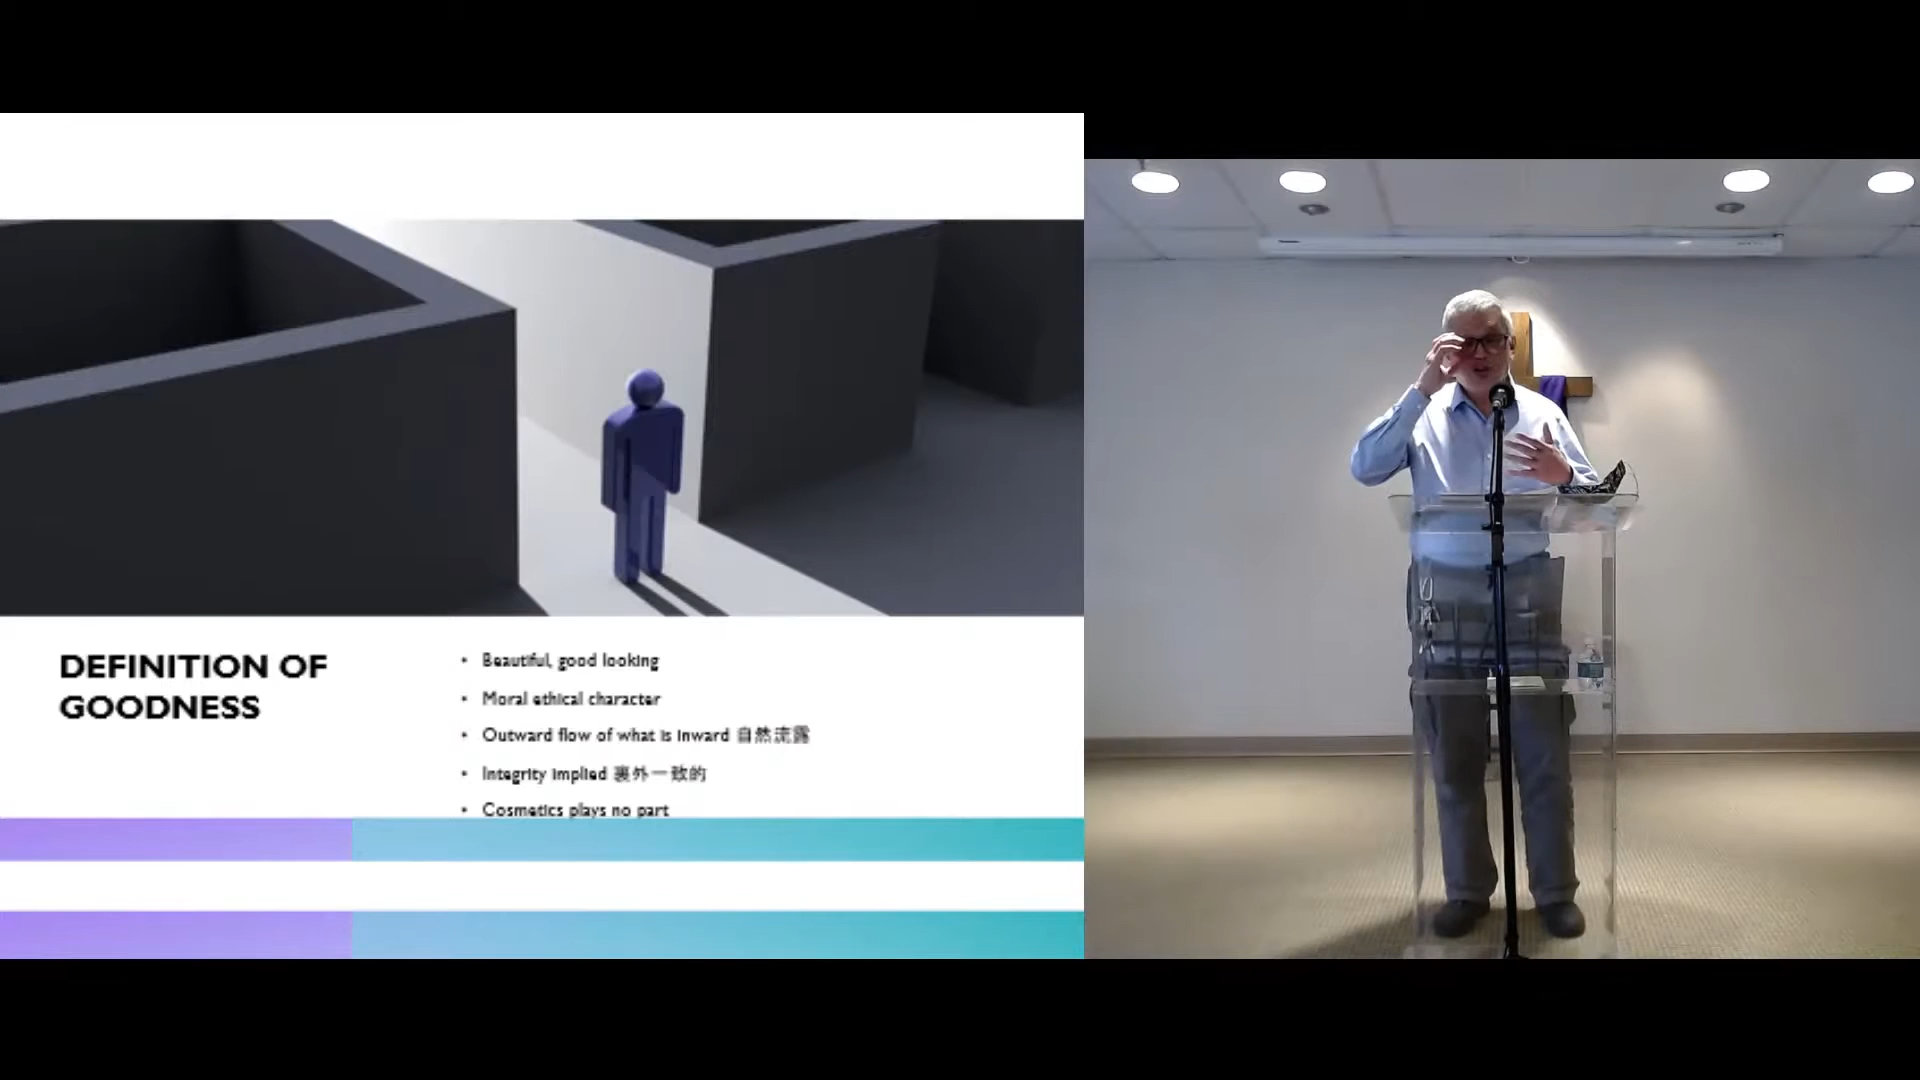 DEFINITION OF
GOODNESS
• Beautiful, good looking
• Moral ethical character
• Outward flow of what is inward 自然流露
• Integrity implied 裏外一致的
• Cosmetics plays no part